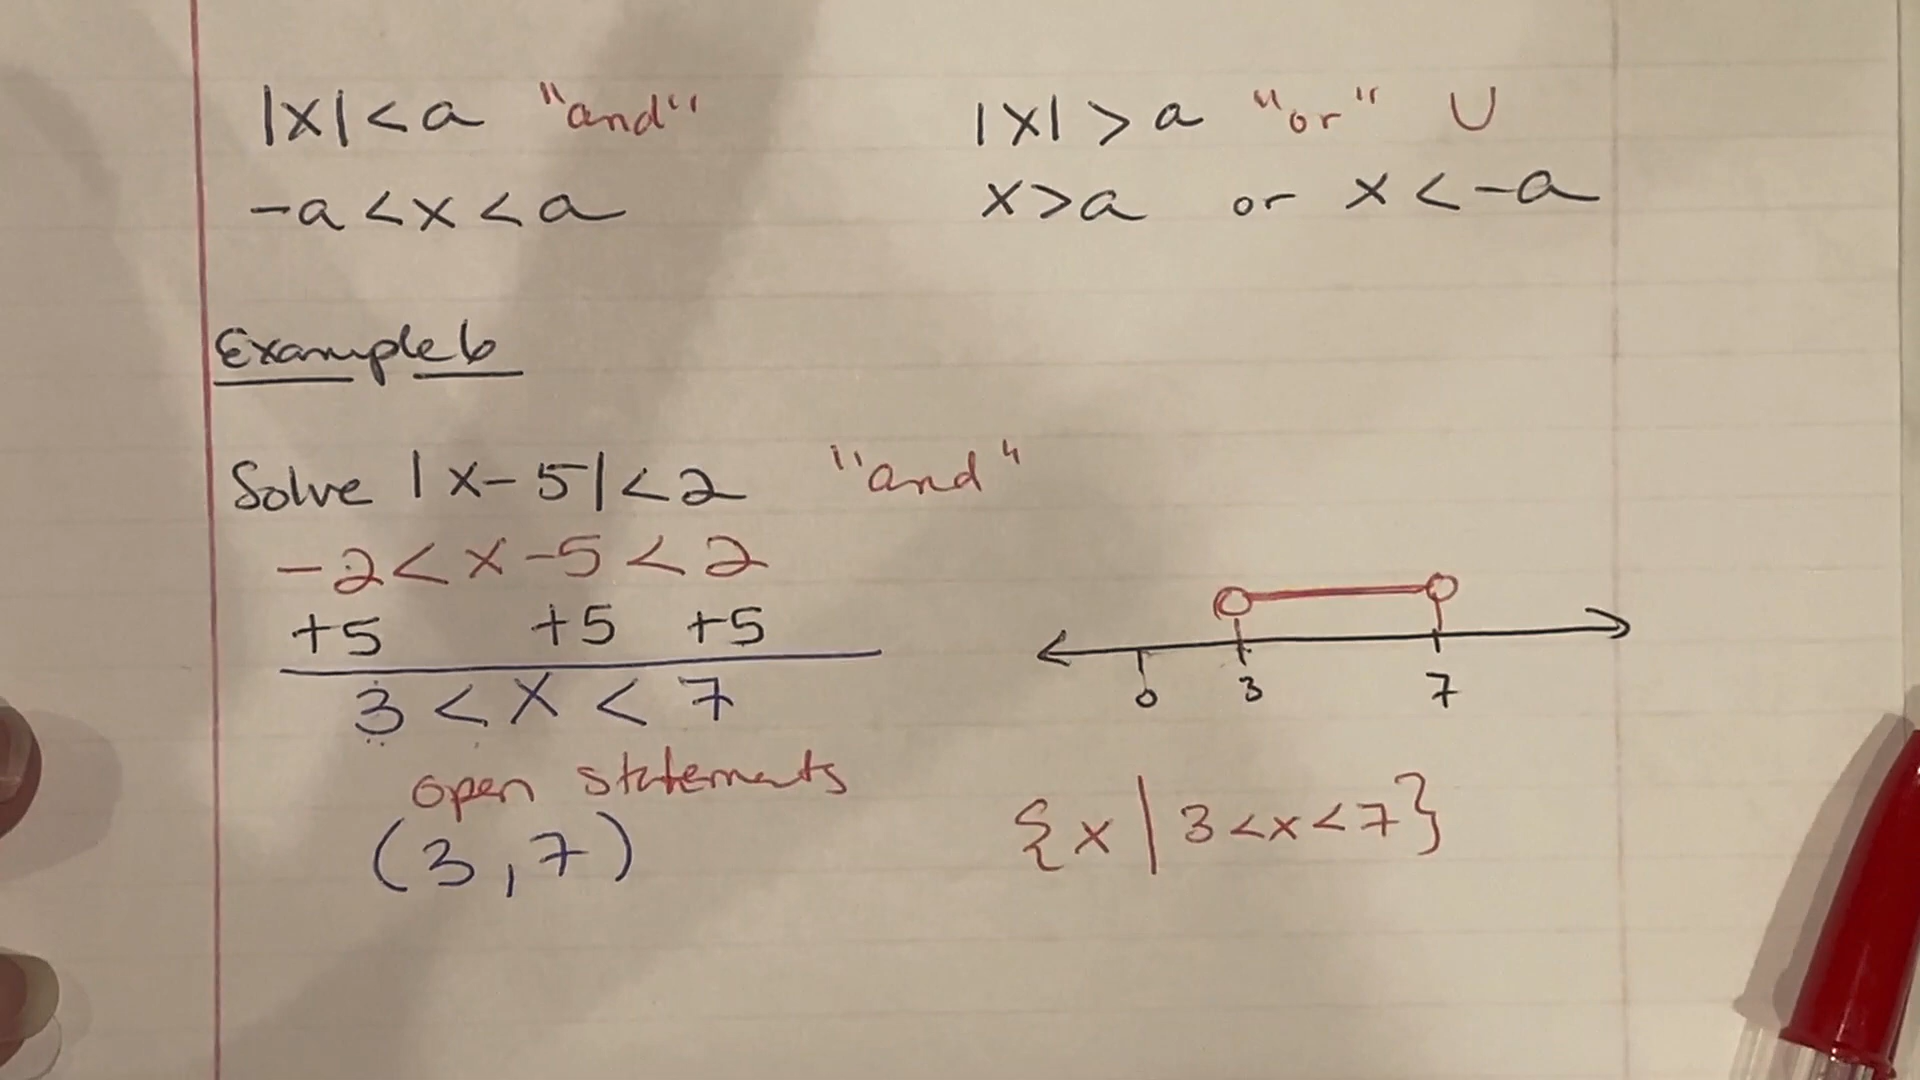 |x| < a "and"
-a < x < a
|x| > a "or" ∪
x > a or x < -a
Example 6
Solve |x - 5| < 2 "and"
-2 < x - 5 < 2
+5 +5 +5
3 < x < 7
open statements
(3, 7)
0 3 7
{x | 3 < x < 7}